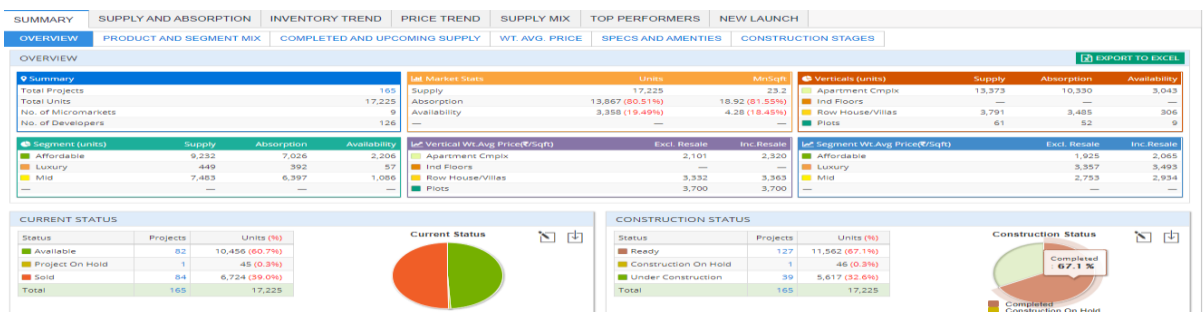 SUMMARY SUPPLY AND ABSORPTION INVENTORY TREND PRICE TREND SUPPLY MIX TOP PERFORMERS NEW LAUNCH
OVERVIEW PRODUCT AND SEGMENT MIX COMPLETED AND UPCOMING SUPPLY WT. AVG. PRICE SPECS AND AMENTIES CONSTRUCTION STAGES
OVERVIEW
EXPORT TO EXCEL
Summary
Total Projects 165
Total Units 17,225
No. of Micromarkets 9
No. of Developers 126
Market Stats Units MnSqft
Supply 17,225 23.2
Absorption 13,867 (80.51%) 18.92 (81.55%)
Availability 3,358 (19.49%) 4.28 (18.45%)
— — —
Verticals (units) Supply Absorption Availability
Apartment Cmplx 13,373 10,330 3,043
Ind Floors — — —
Row House/Villas 3,791 3,485 306
Plots 61 52 9
Segment (units) Supply Absorption Availability
Affordable 9,232 7,026 2,206
Luxury 449 392 57
Mid 7,483 6,397 1,086
— — — —
Vertical Wt.Avg Price(₹/Sqft) Excl. Resale Inc.Resale
Apartment Cmplx 2,101 2,320
Ind Floors — —
Row House/Villas 3,332 3,363
Plots 3,700 3,700
Segment Wt.Avg Price(₹/Sqft) Excl. Resale Inc.Resale
Affordable 1,925 2,065
Luxury 3,357 3,493
Mid 2,753 2,934
— — —
CURRENT STATUS
Status Projects Units (%)
Available 82 10,456 (60.7%)
Project On Hold 1 45 (0.3%)
Sold 84 6,724 (39.0%)
Total 165 17,225
Current Status
CONSTRUCTION STATUS
Status Projects Units (%)
Ready 127 11,562 (67.1%)
Construction On Hold 1 46 (0.3%)
Under Construction 39 5,617 (32.6%)
Total 165 17,225
Construction Status
Completed
: 67.1 %
Completed
Construction On Hold